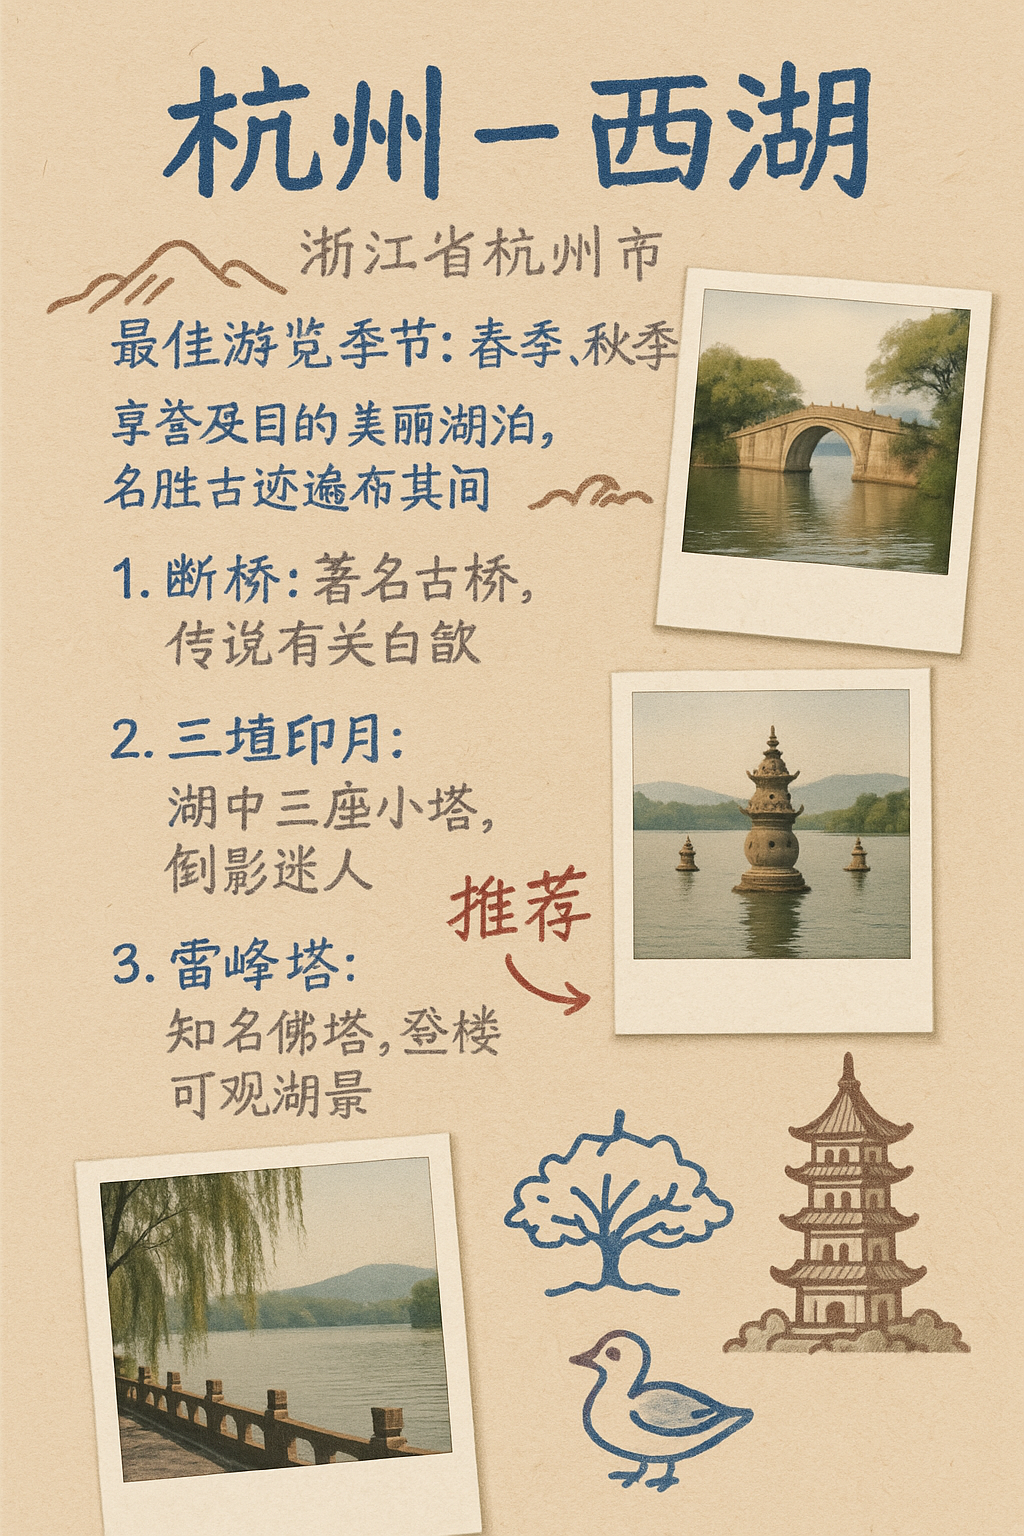 杭州－西湖
浙江省杭州市
最佳游览季节：春季、秋季
享誉及目的美丽湖泊，
名胜古迹遍布其间
1. 断桥：著名古桥，
传说有关白
2. 三埴印月：
湖中三座小塔，
倒影迷人
推荐
3. 雷峰塔：
知名佛塔，登楼
可观湖景